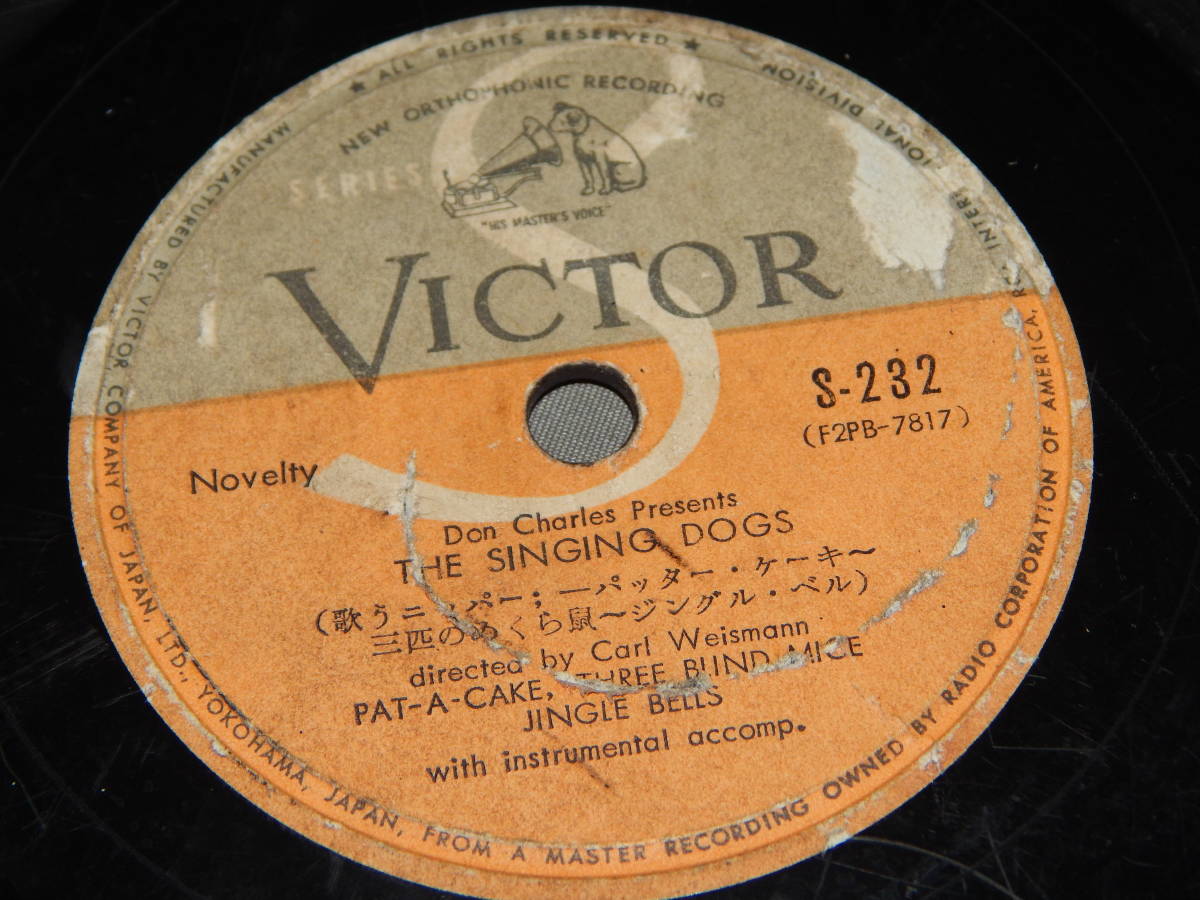 ★ ALL RIGHTS RESERVED ★
NEW ORTHOPHONIC RECORDING
SERIES
S
"HIS MASTER'S VOICE"
VICTOR
S-232
(F2PB-7817)
Novelty
Don Charles Presents
THE SINGING DOGS
(歌うニッパー;—パッター・ケーキ〜
三匹のめくら鼠〜ジングル・ベル)
directed by Carl Weismann
PAT-A-CAKE, THREE BLIND MICE
JINGLE BELLS
with instrumental accomp.
MANUFACTURED BY VICTOR COMPANY OF JAPAN, LTD., YOKOHAMA, JAPAN, FROM A MASTER RECORDING OWNED BY RADIO CORPORATION OF AMERICA, DIVISION